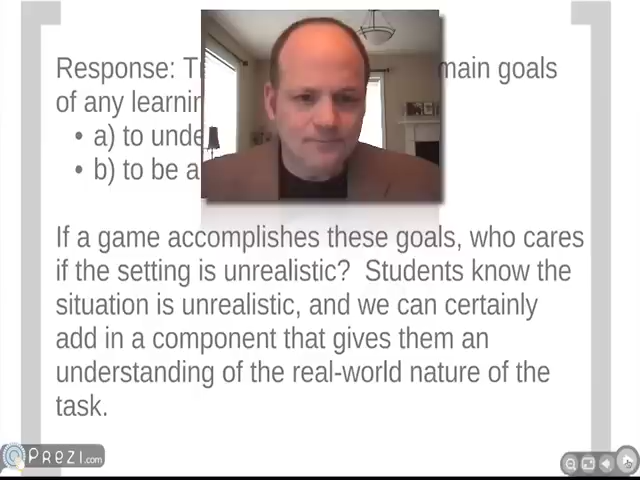 Response: T main goals
of any learnin
• a) to unde
• b) to be a
If a game accomplishes these goals, who cares
if the setting is unrealistic? Students know the
situation is unrealistic, and we can certainly
add in a component that gives them an
understanding of the real-world nature of the
task.
Prezi.com